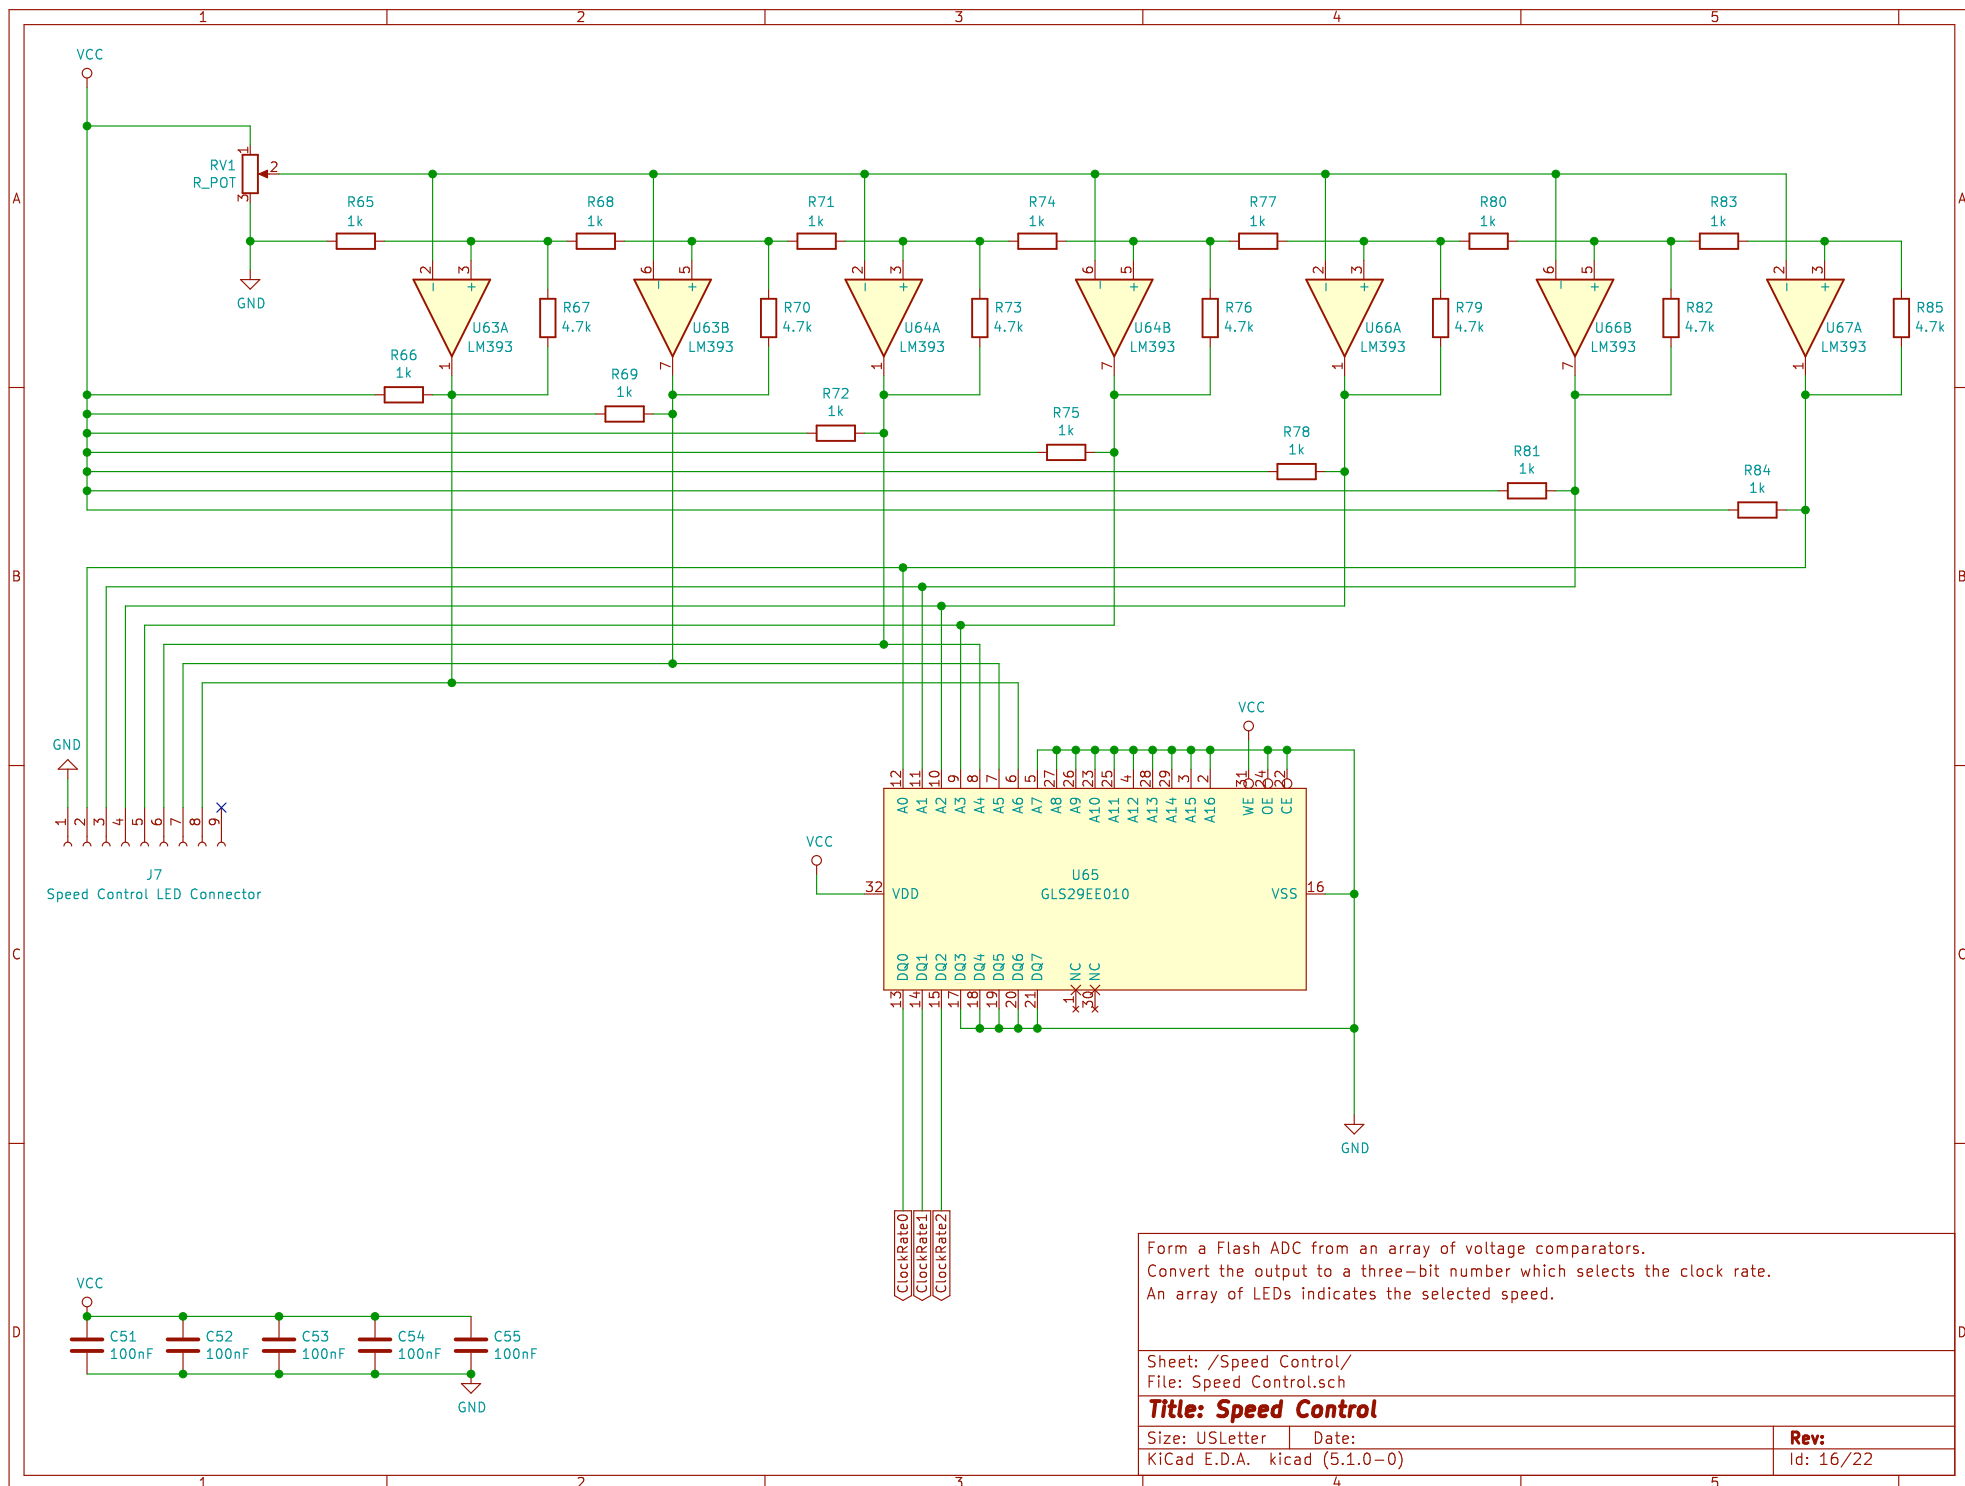 1 2 3 4 5
VCC
RV1
R_POT
1
2
3
A
A
R65
1k
R68
1k
R71
1k
R74
1k
R77
1k
R80
1k
R83
1k
GND
2 3
6 5
2 3
6 5
2 3
6 5
2 3
− +
− +
− +
− +
− +
− +
− +
U63A
LM393
R67
4.7k
U63B
LM393
R70
4.7k
U64A
LM393
R73
4.7k
U64B
LM393
R76
4.7k
U66A
LM393
R79
4.7k
U66B
LM393
R82
4.7k
U67A
LM393
R85
4.7k
1
7
1
7
1
7
1
R66
1k
R69
1k
R72
1k
R75
1k
R78
1k
R81
1k
R84
1k
B
B
GND
1 2 3 4 5 6 7 8 9
J7
Speed Control LED Connector
VCC
12 11 10 9 8 7 6 5 27 26 23 25 4 28 29 3 2 31 24 22
A0 A1 A2 A3 A4 A5 A6 A7 A8 A9 A10 A11 A12 A13 A14 A15 A16 WE OE CE
VCC
32 VDD
U65
GLS29EE010
VSS 16
C
C
DQ0 DQ1 DQ2 DQ3 DQ4 DQ5 DQ6 DQ7 NC NC
13 14 15 17 18 19 20 21 1 30
GND
ClockRate0
ClockRate1
ClockRate2
VCC
D
D
C51
100nF
C52
100nF
C53
100nF
C54
100nF
C55
100nF
GND
Form a Flash ADC from an array of voltage comparators.
Convert the output to a three-bit number which selects the clock rate.
An array of LEDs indicates the selected speed.
Sheet: /Speed Control/
File: Speed Control.sch
Title: Speed Control
Size: USLetter Date: Rev:
KiCad E.D.A. kicad (5.1.0-0) Id: 16/22
1 2 3 4 5